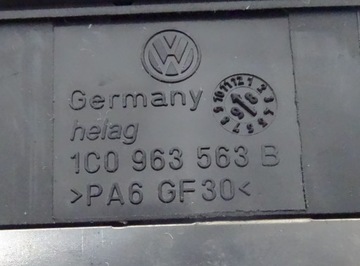 Germany
helag
1C0 963 563 B
>PA6 GF30<